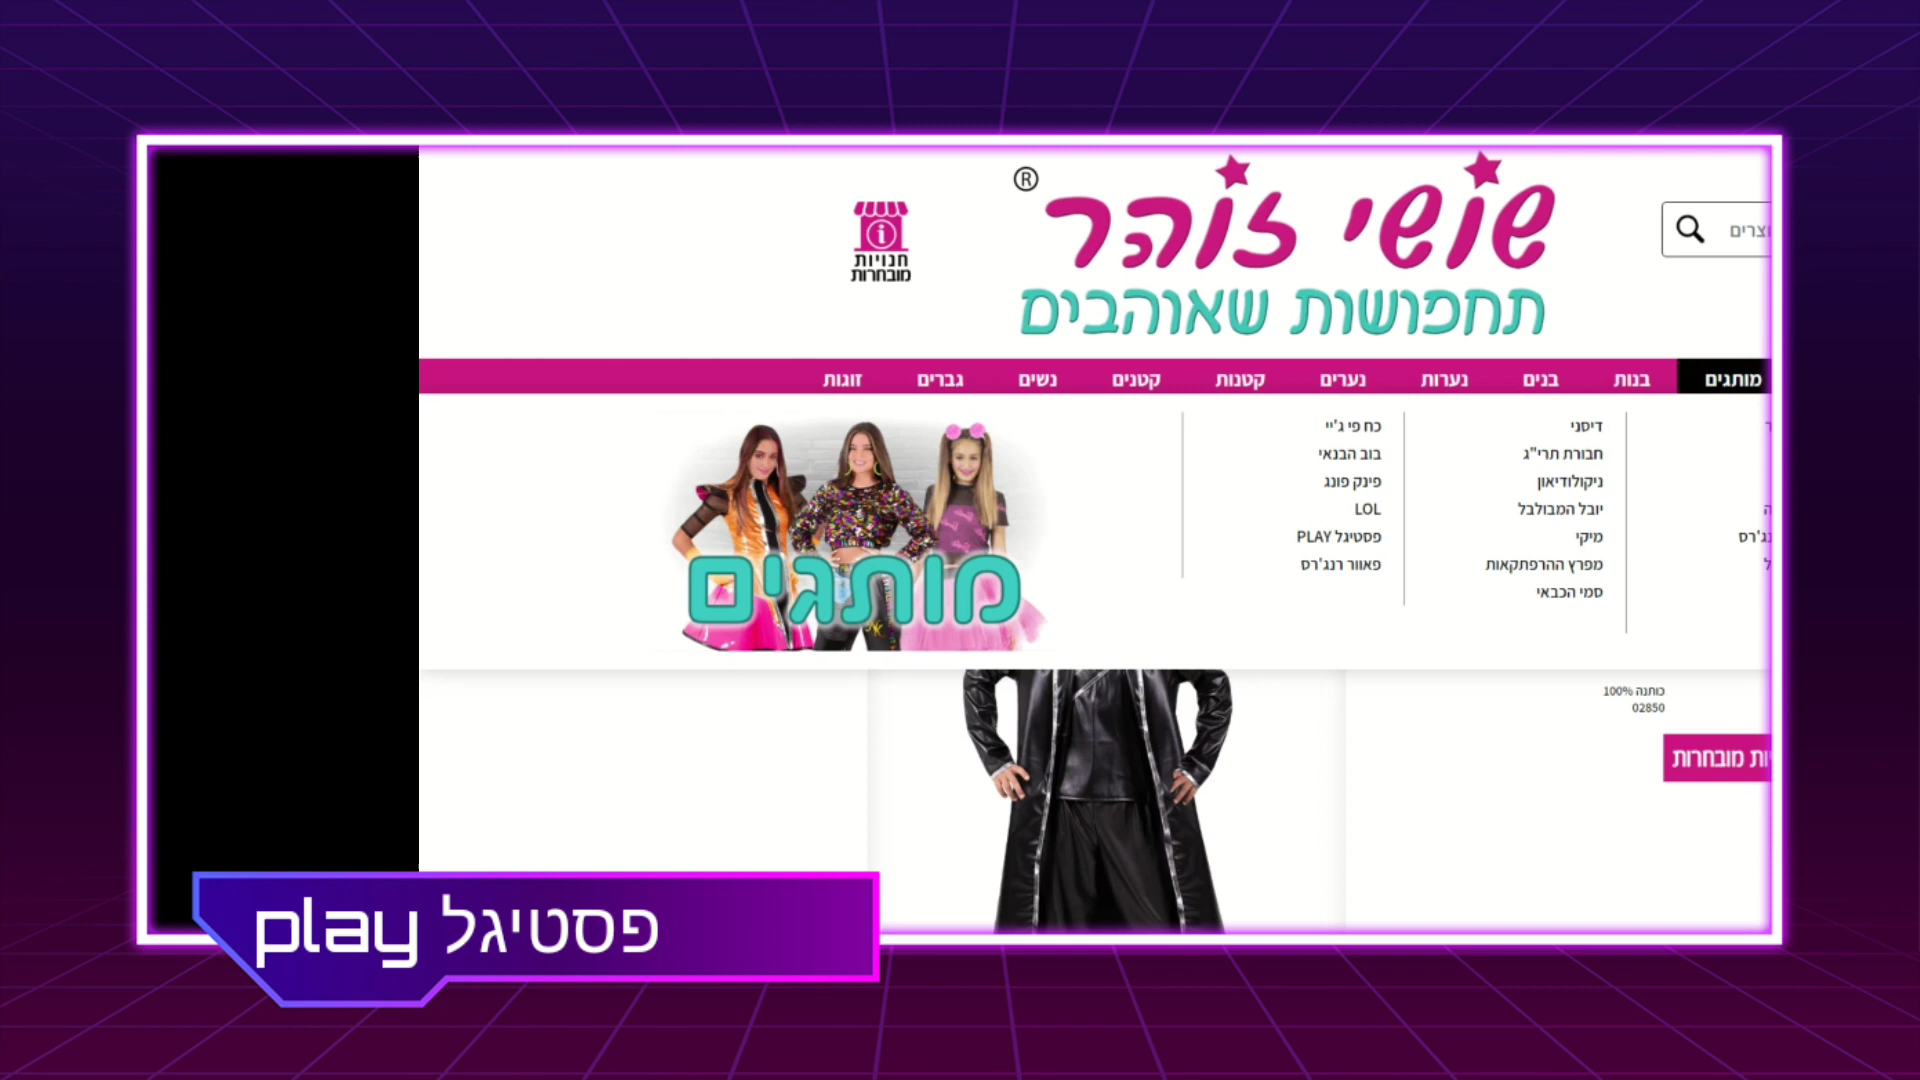 ®
שושי זוהר
תחפושות שאוהבים
חנויות
מובחרות
מותגים
בנות
בנים
נערות
נערים
קטנות
קטנים
נשים
גברים
זוגות
דיסני
חבורת תרי"ג
ניקולודיאון
יובל המבולבל
מיקי
מפרץ ההרפתקאות
סמי הכבאי
כח פי ג'יי
בוב הבנאי
פינק פונג
LOL
פסטיגל PLAY
פאוור רנג'רס
מותגים
100% כותנה
02850
מובחרות
פסטיגל play